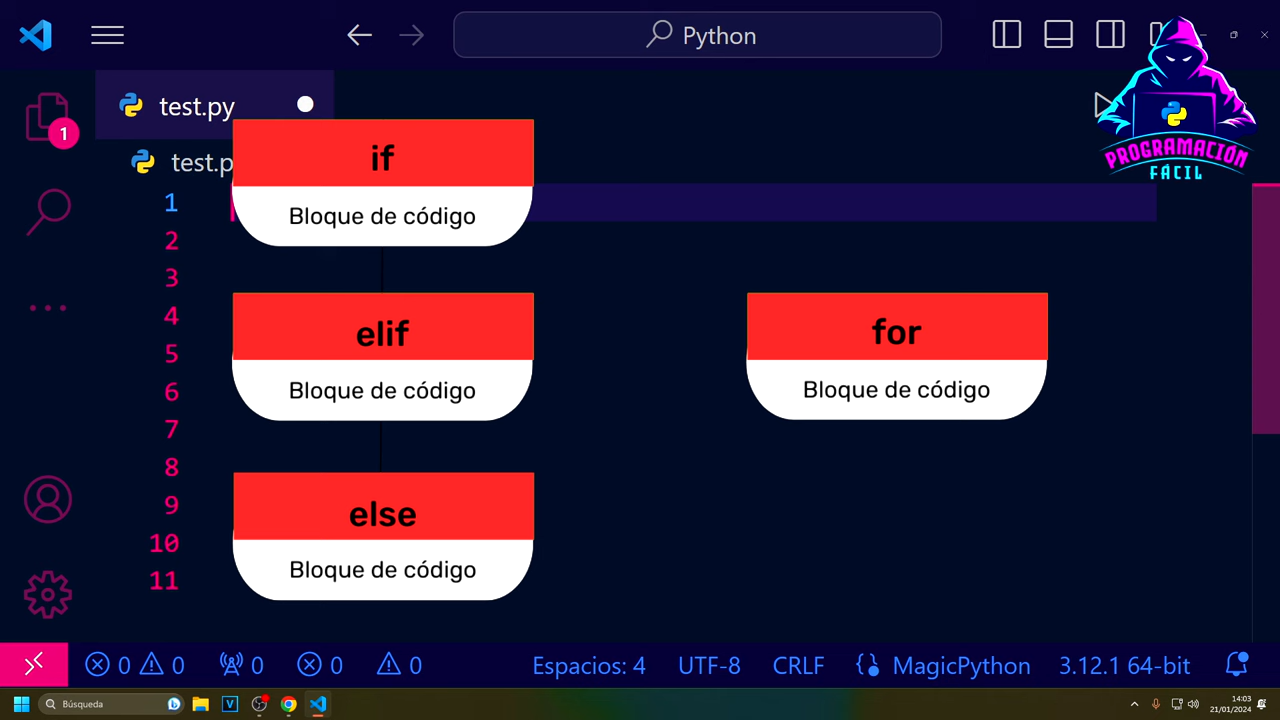 Python
test.py
1
test.p
PROGRAMACIÓN
FÁCIL
if
Bloque de código
elif
Bloque de código
else
Bloque de código
for
Bloque de código
1
2
3
4
5
6
7
8
9
10
11
0 0 0 0 0
Espacios: 4
UTF-8
CRLF
MagicPython
3.12.1 64-bit
Búsqueda
14:03
21/01/2024